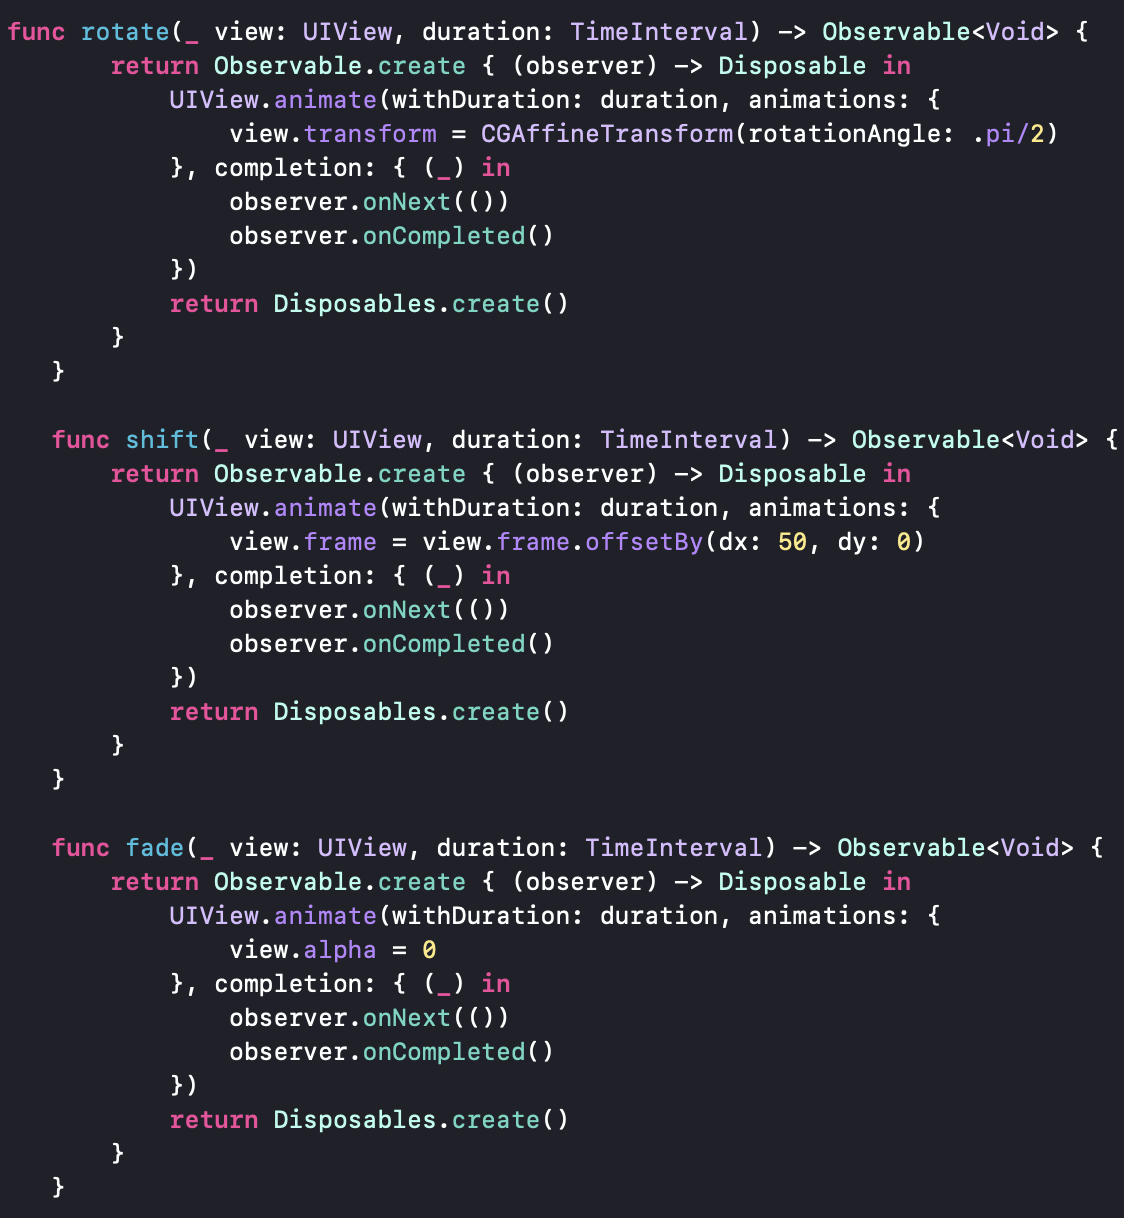 func rotate(_ view: UIView, duration: TimeInterval) -> Observable<Void> {
       return Observable.create { (observer) -> Disposable in
           UIView.animate(withDuration: duration, animations: {
               view.transform = CGAffineTransform(rotationAngle: .pi/2)
           }, completion: { (_) in
               observer.onNext(())
               observer.onCompleted()
           })
           return Disposables.create()
       }
   }

   func shift(_ view: UIView, duration: TimeInterval) -> Observable<Void> {
       return Observable.create { (observer) -> Disposable in
           UIView.animate(withDuration: duration, animations: {
               view.frame = view.frame.offsetBy(dx: 50, dy: 0)
           }, completion: { (_) in
               observer.onNext(())
               observer.onCompleted()
           })
           return Disposables.create()
       }
   }

   func fade(_ view: UIView, duration: TimeInterval) -> Observable<Void> {
       return Observable.create { (observer) -> Disposable in
           UIView.animate(withDuration: duration, animations: {
               view.alpha = 0
           }, completion: { (_) in
               observer.onNext(())
               observer.onCompleted()
           })
           return Disposables.create()
       }
   }